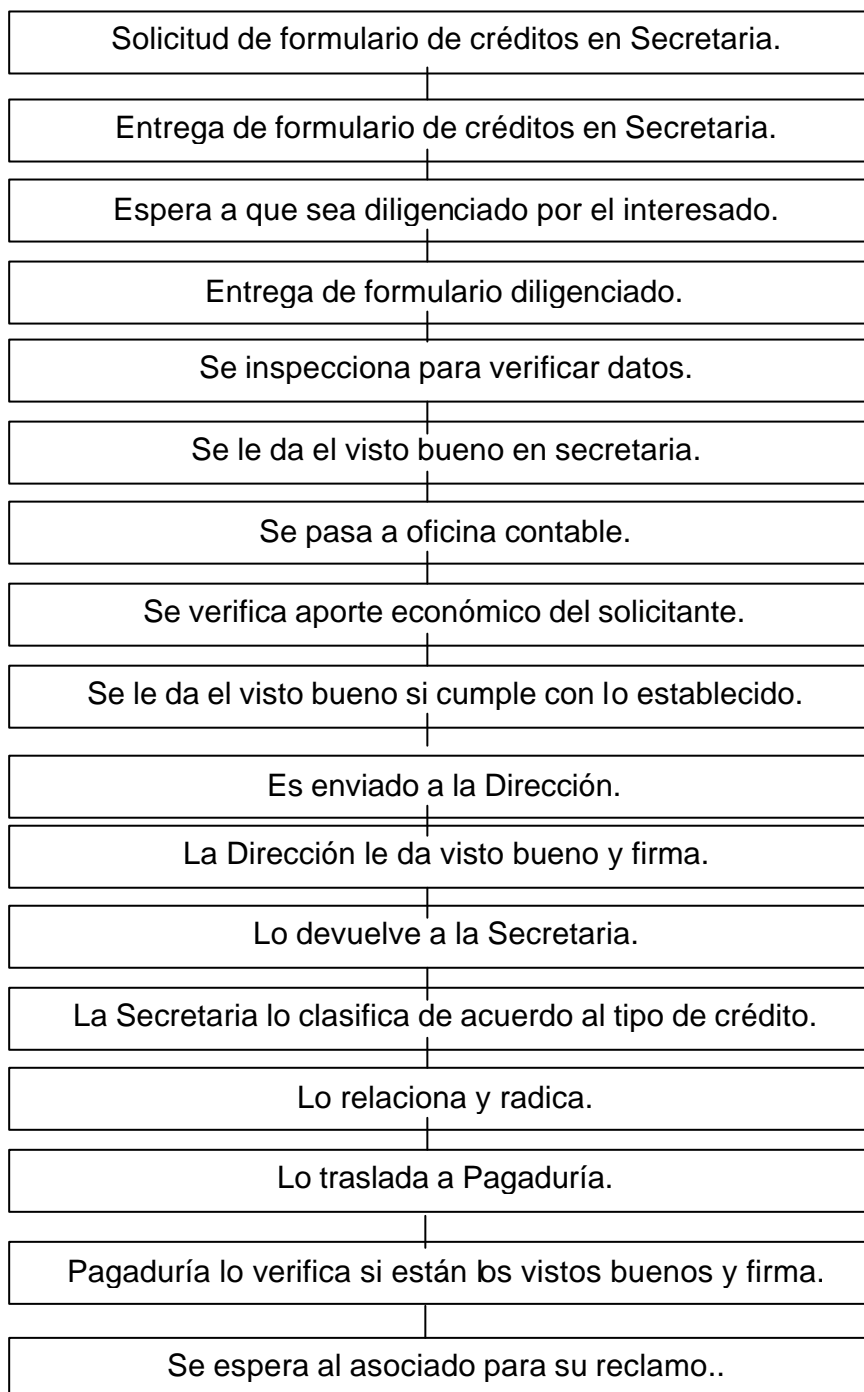 Solicitud de formulario de créditos en Secretaria.
Entrega de formulario de créditos en Secretaria.
Espera a que sea diligenciado por el interesado.
Entrega de formulario diligenciado.
Se inspecciona para verificar datos.
Se le da el visto bueno en secretaria.
Se pasa a oficina contable.
Se verifica aporte económico del solicitante.
Se le da el visto bueno si cumple con lo establecido.
Es enviado a la Dirección.
La Dirección le da visto bueno y firma.
Lo devuelve a la Secretaria.
La Secretaria lo clasifica de acuerdo al tipo de crédito.
Lo relaciona y radica.
Lo traslada a Pagaduría.
Pagaduría lo verifica si están los vistos buenos y firma.
Se espera al asociado para su reclamo..